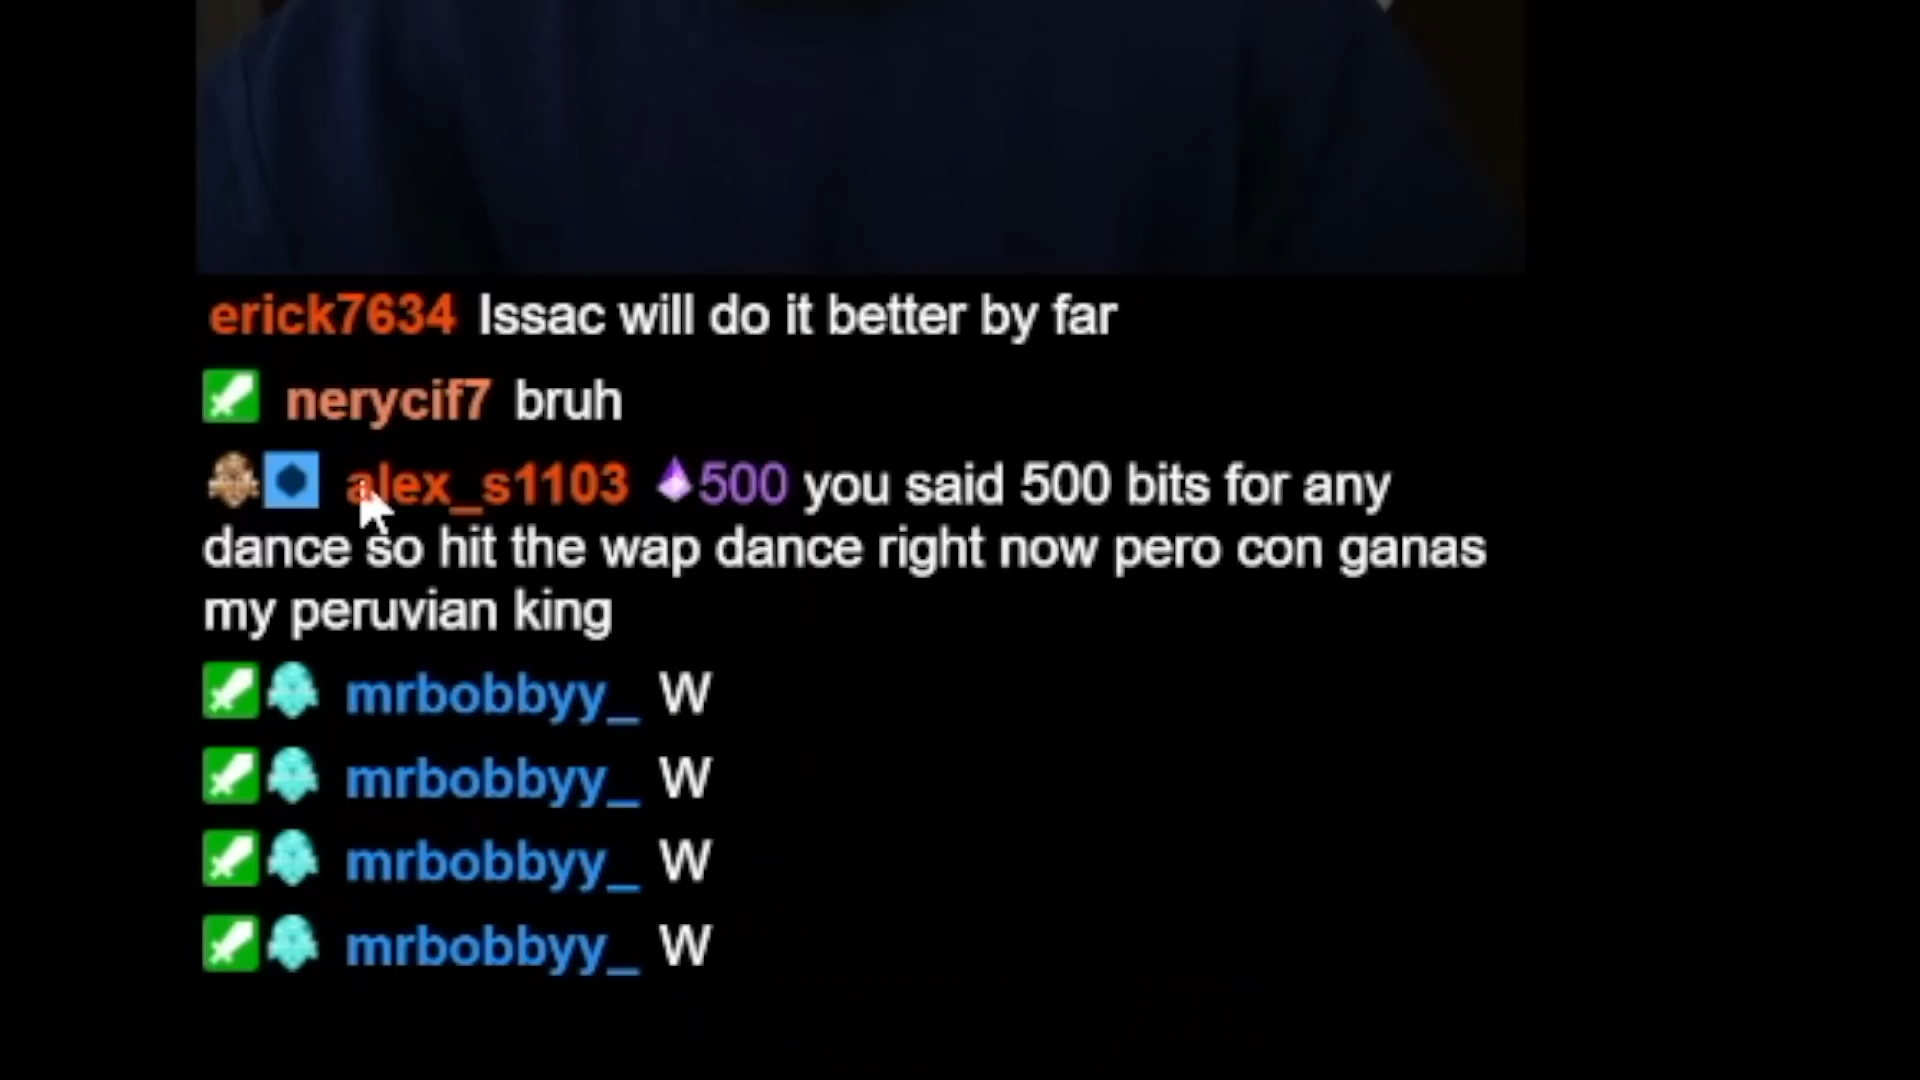 erick7634 Issac will do it better by far
nerycif7 bruh
alex_s1103 500 you said 500 bits for any
dance so hit the wap dance right now pero con ganas
my peruvian king
mrbobbyy_ W
mrbobbyy_ W
mrbobbyy_ W
mrbobbyy_ W